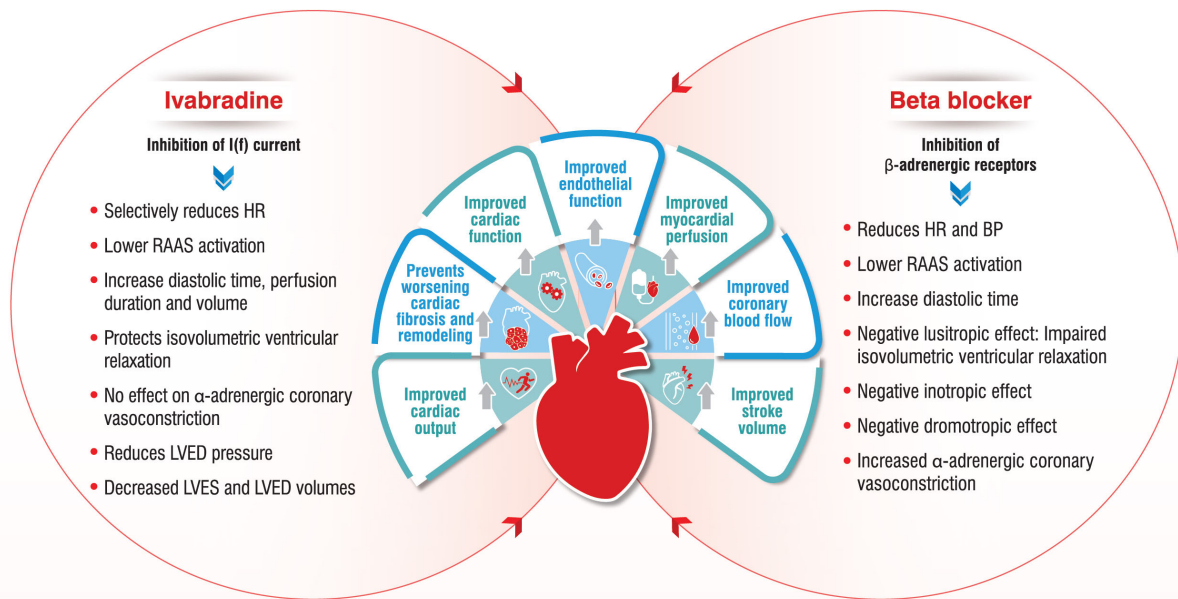 Ivabradine
Inhibition of I(f) current
• Selectively reduces HR
• Lower RAAS activation
• Increase diastolic time, perfusion
duration and volume
• Protects isovolumetric ventricular
relaxation
• No effect on α-adrenergic coronary
vasoconstriction
• Reduces LVED pressure
• Decreased LVES and LVED volumes
Improved
cardiac
output
Prevents
worsening
cardiac
fibrosis and
remodeling
Improved
cardiac
function
Improved
endothelial
function
Improved
myocardial
perfusion
Improved
coronary
blood flow
Improved
stroke
volume
Beta blocker
Inhibition of
β-adrenergic receptors
• Reduces HR and BP
• Lower RAAS activation
• Increase diastolic time
• Negative lusitropic effect: Impaired
isovolumetric ventricular relaxation
• Negative inotropic effect
• Negative dromotropic effect
• Increased α-adrenergic coronary
vasoconstriction